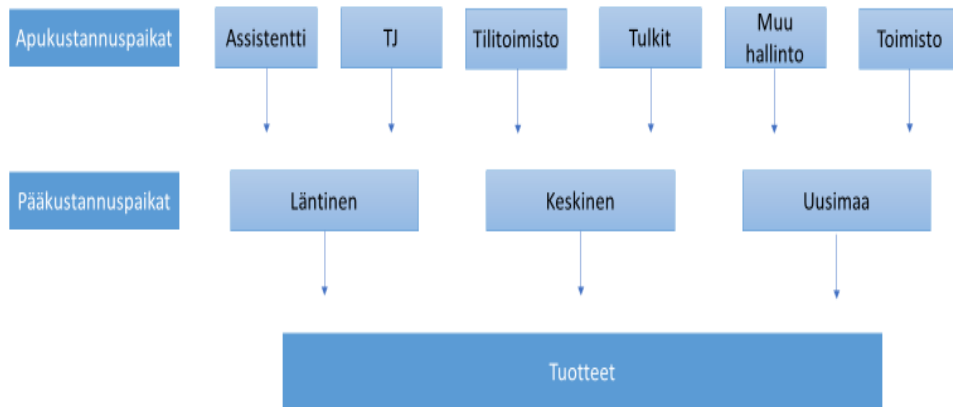 Apukustannuspaikat
Assistentti
TJ
Tilitoimisto
Tulkit
Muu
hallinto
Toimisto
Pääkustannuspaikat
Läntinen
Keskinen
Uusimaa
Tuotteet